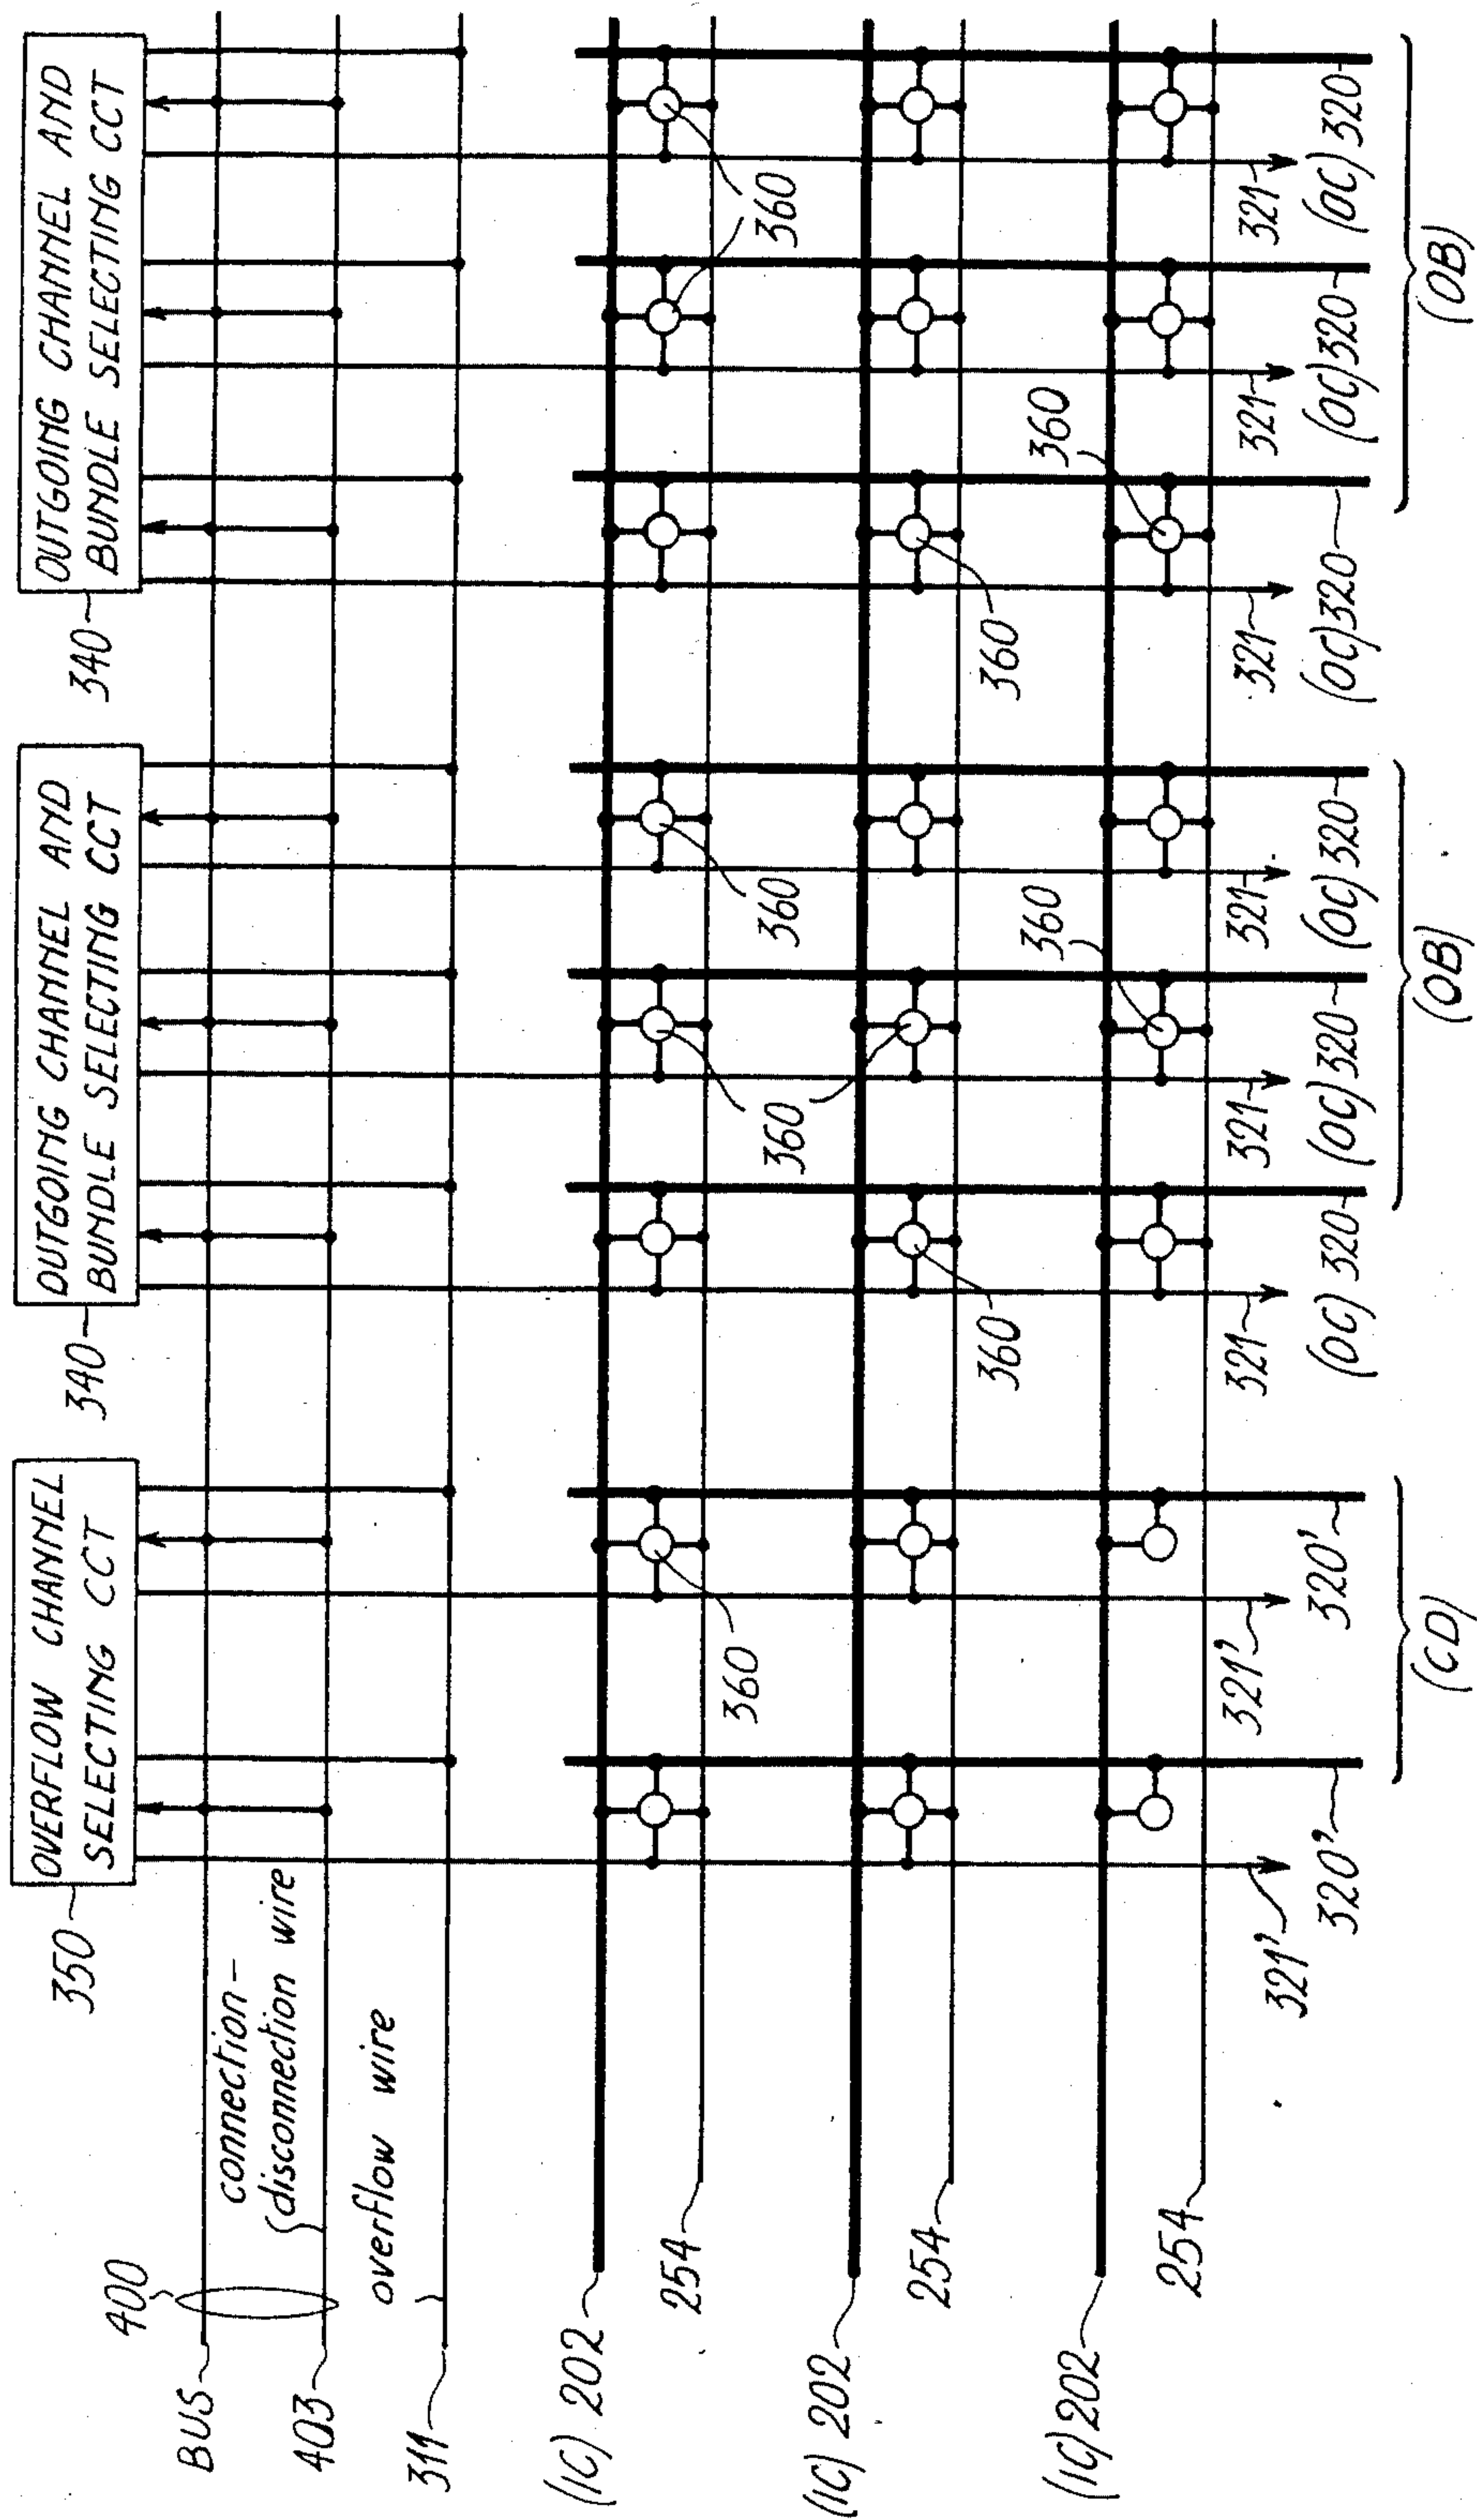 350
OVERFLOW CHANNEL
SELECTING CCT
340
OUTGOING CHANNEL AND
BUNDLE SELECTING CCT
340
OUTGOING CHANNEL AND
BUNDLE SELECTING CCT
400
BUS
connection-
disconnection wire
403
overflow wire
311
(IC) 202
254
360
360
360
360
(IC) 202
254
360
360
(IC) 202
254
360
360
321'
321'
321
321
321
321
321
321
320'
320'
(OC) 320
(OC) 320
(OC) 320
(OC) 320
(OC) 320
(OC) 320
(CD)
(OB)
(OB)